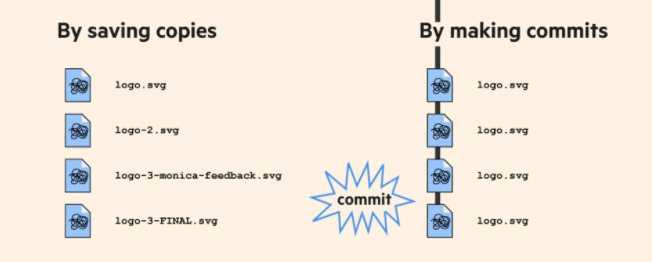 By saving copies
logo.svg
logo-2.svg
logo-3-monica-feedback.svg
logo-3-FINAL.svg
commit
By making commits
logo.svg
logo.svg
logo.svg
logo.svg